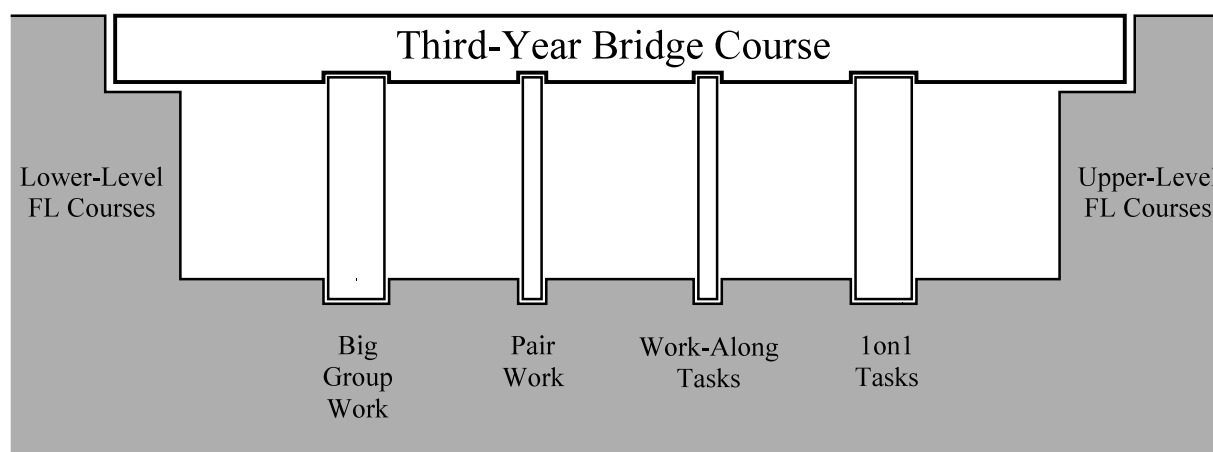 Third-Year Bridge Course
Lower-Level
FL Courses
Upper-Level
FL Courses
Big
Group
Work
Pair
Work
Work-Along
Tasks
1on1
Tasks